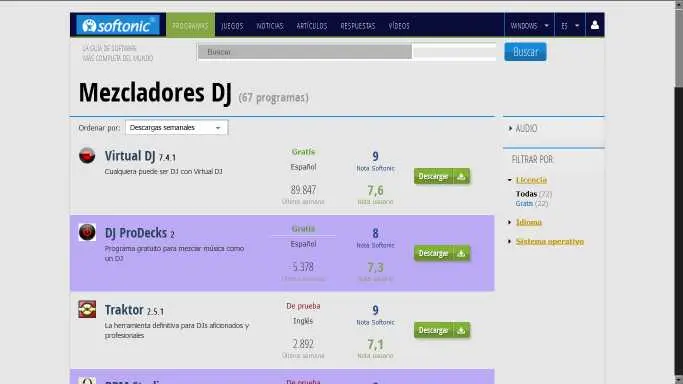 softonic
PROGRAMAS JUEGOS NOTICIAS ARTÍCULOS RESPUESTAS VÍDEOS WINDOWS ES
LA GUÍA DE SOFTWARE
MÁS COMPLETA DEL MUNDO
Buscar
Buscar
Mezcladores DJ (67 programas)
Ordenar por: Descargas semanales
AUDIO
FILTRAR POR:
Licencia
Todas (72)
Gratis (22)
Idioma
Sistema operativo
Virtual DJ 7.4.1
Cualquiera puede ser DJ con Virtual DJ
Gratis
Español
89.847
Última semana
9
Nota Softonic
7,6
Nota usuario
Descargar
DJ ProDecks 2
Programa gratuito para mezclar música como
un DJ
Gratis
Español
5.378
Última semana
8
Nota Softonic
7,3
Nota usuario
Descargar
Traktor 2.5.1
La herramienta definitiva para DJs aficionados y
profesionales
De prueba
Inglés
2.892
Última semana
9
Nota Softonic
7,1
Nota usuario
Descargar
De prueba